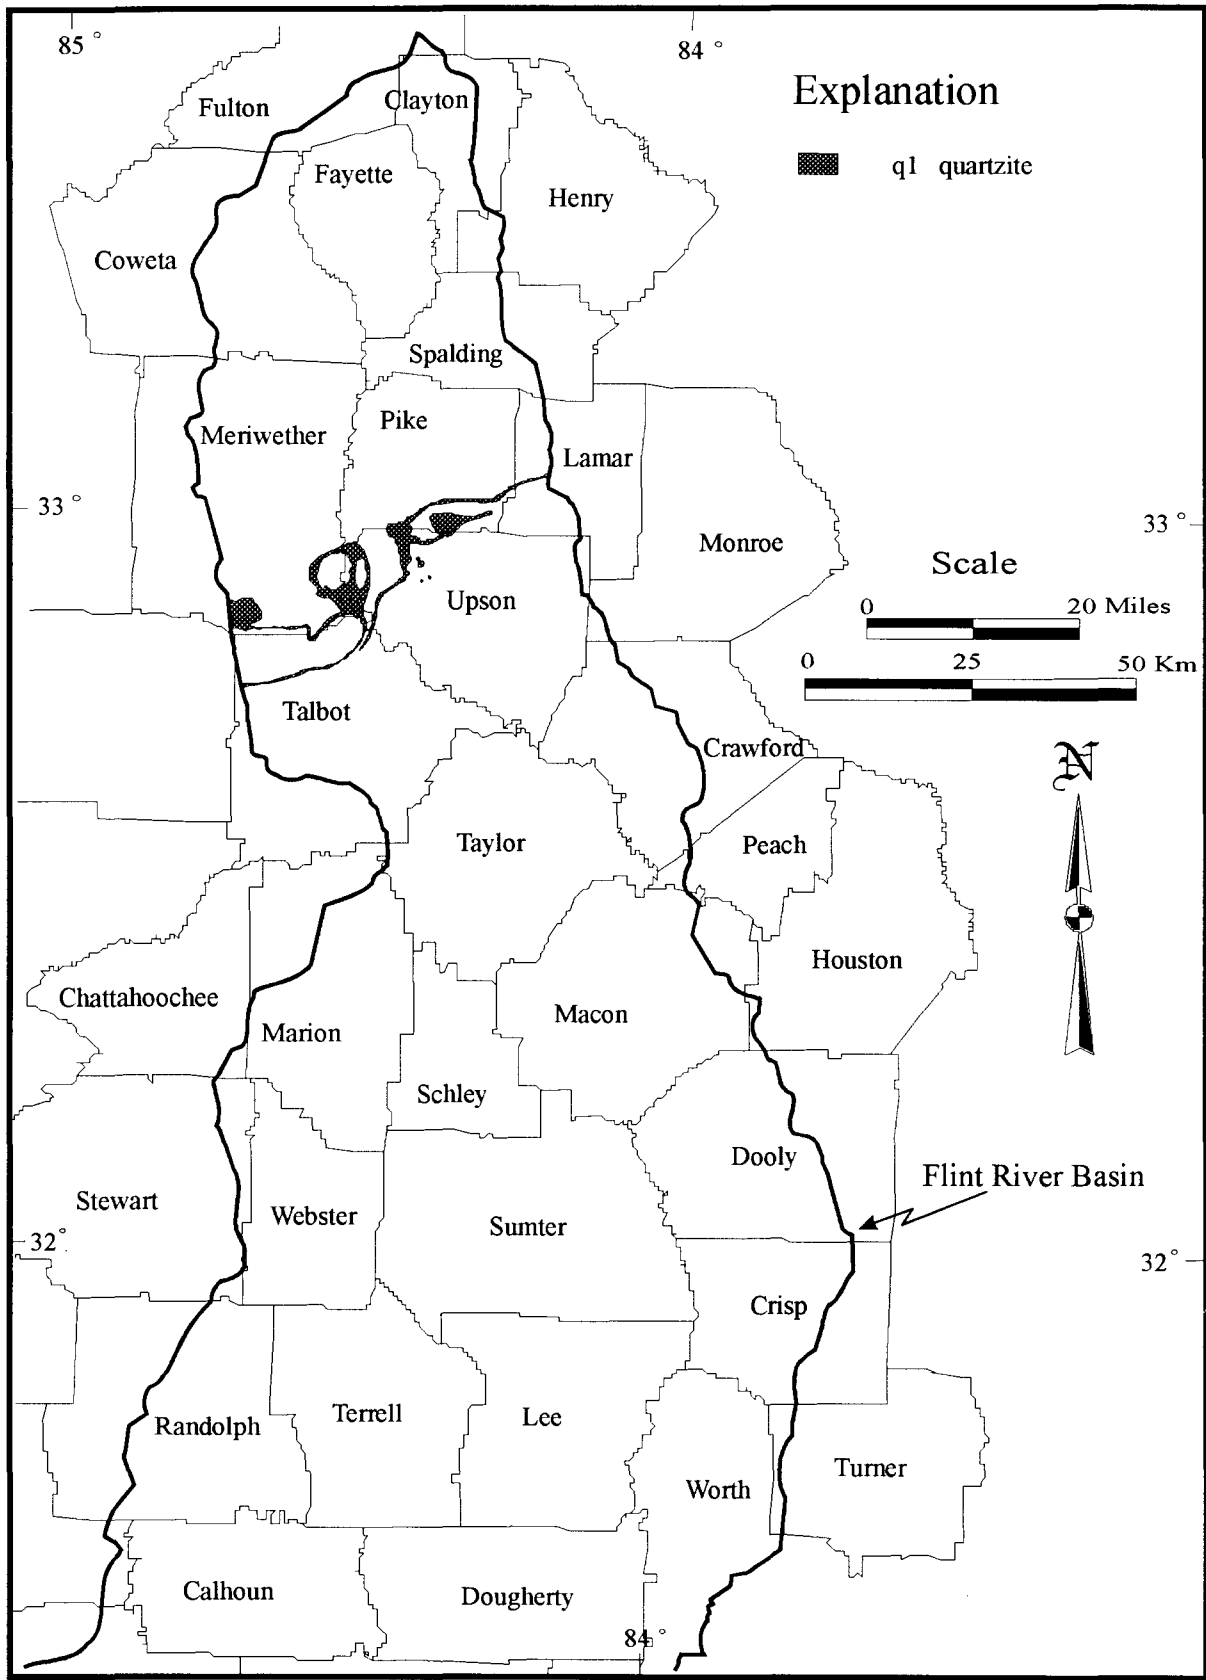 85 °
84 °
Explanation
q1 quartzite
Fulton
Clayton
Fayette
Henry
Coweta
Spalding
Pike
Meriwether
Lamar
33 °
33 °
Monroe
Scale
0 20 Miles
0 25 50 Km
Upson
Talbot
Crawford
N
Taylor
Peach
Houston
Chattahoochee
Macon
Marion
Schley
Dooly
Flint River Basin
Stewart
Webster
Sumter
32°
32°
Crisp
Randolph
Terrell
Lee
Turner
Worth
Calhoun
Dougherty
84 °